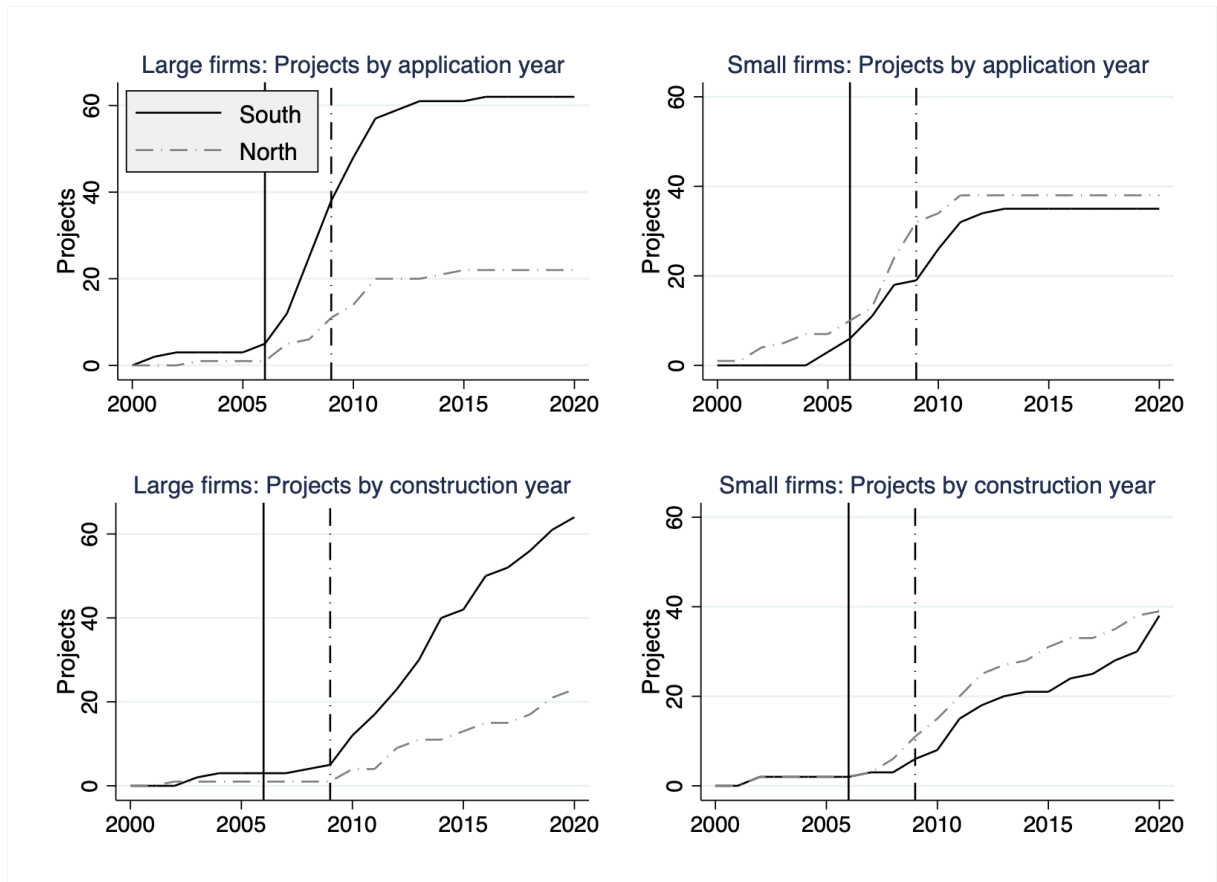 Large firms: Projects by application year
South
North
Projects
0
20
40
60
2000 2005 2010 2015 2020
Small firms: Projects by application year
Projects
0
20
40
60
2000 2005 2010 2015 2020
Large firms: Projects by construction year
Projects
0
20
40
60
2000 2005 2010 2015 2020
Small firms: Projects by construction year
Projects
0
20
40
60
2000 2005 2010 2015 2020